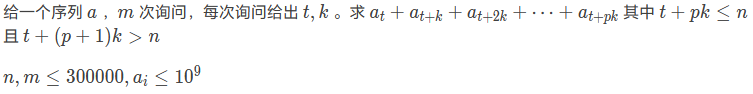 给一个序列 a ，m 次询问，每次询问给出 t, k 。求 a_t + a_{t+k} + a_{t+2k} + ⋯ + a_{t+pk} 其中 t + pk ≤ n
且 t + (p + 1)k > n
n, m ≤ 300000, a_i ≤ 10^9